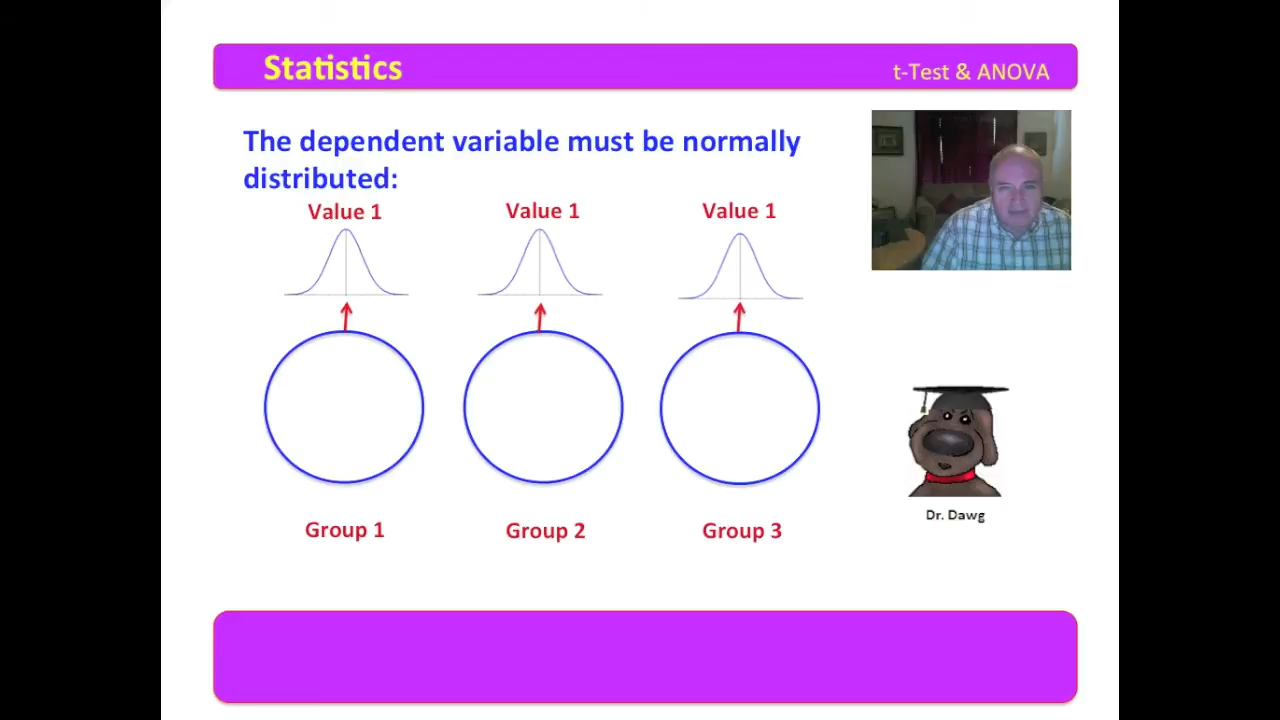 Statistics
t-Test & ANOVA
The dependent variable must be normally
distributed:
Value 1
Value 1
Value 1
Group 1
Group 2
Group 3
Dr. Dawg